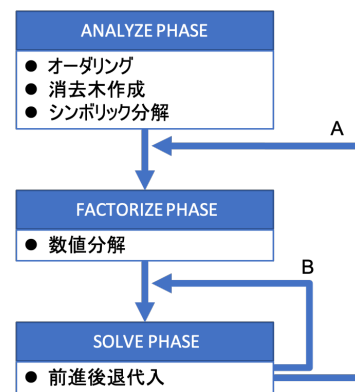 ANALYZE PHASE
● オーダリング
● 消去木作成
● シンボリック分解
A
FACTORIZE PHASE
● 数値分解
B
SOLVE PHASE
● 前進後退代入